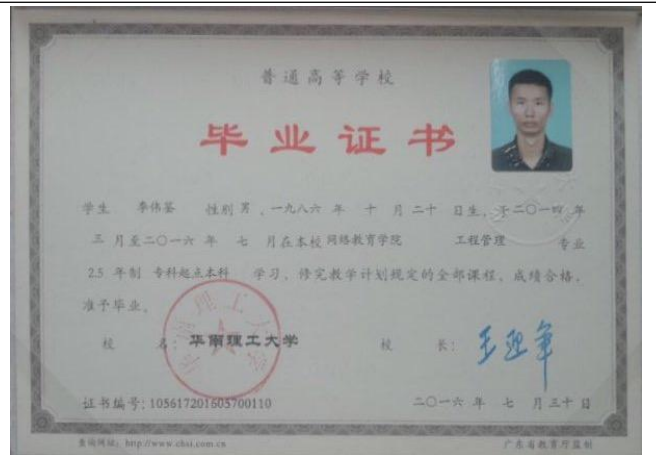 普通高等学校
毕业证书
学生 李伟鉴 性别 男 ，一九八六 年 十 月 二十 日生，于二〇一四 年
三 月至二〇一六 年 七 月在本校 网络教育学院 工程管理 专业
2.5 年制 专科起点本科 学习，修完教学计划规定的全部课程，成绩合格，
准予毕业。
校 名：华南理工大学 校 长：王迎军
证书编号：105617201605700110 二〇一六 年 七 月 三十 日
查询网址：http://www.chsi.com.cn 广东省教育厅监制